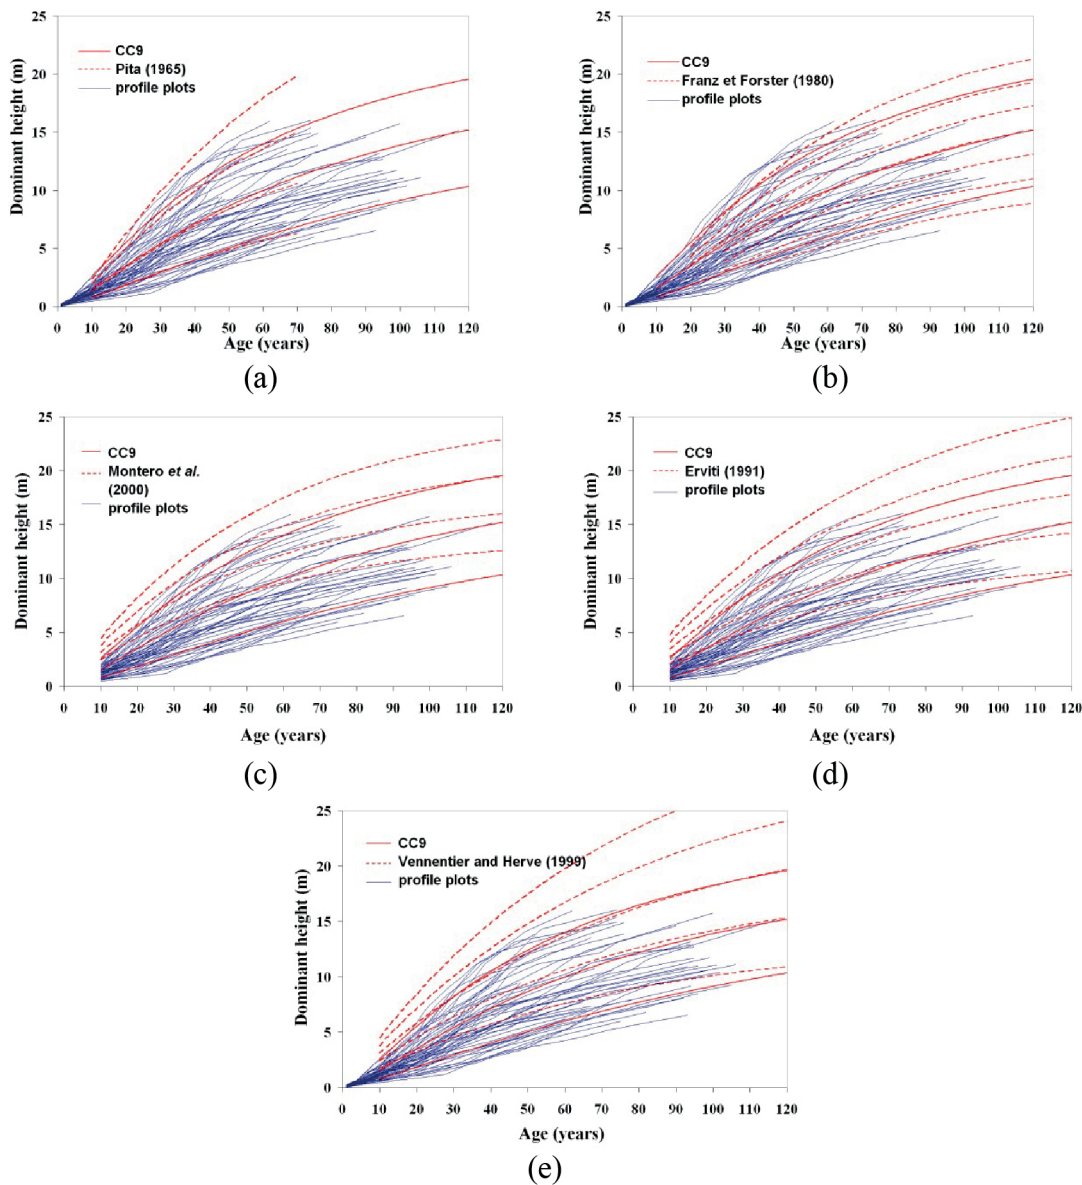 25
20
15
10
5
0
Dominant height (m)
CC9
Pita (1965)
profile plots
0 10 20 30 40 50 60 70 80 90 100 110 120
Age (years)
(a)
25
20
15
10
5
0
Dominant height (m)
CC9
Franz et Forster (1980)
profile plots
0 10 20 30 40 50 60 70 80 90 100 110 120
Age (years)
(b)
25
20
15
10
5
0
Dominant height (m)
CC9
Montero et al.
(2000)
profile plots
0 10 20 30 40 50 60 70 80 90 100 110 120
Age (years)
(c)
25
20
15
10
5
0
Dominant height (m)
CC9
Erviti (1991)
profile plots
0 10 20 30 40 50 60 70 80 90 100 110 120
Age (years)
(d)
25
20
15
10
5
0
Dominant height (m)
CC9
Vennentier and Herve (1999)
profile plots
0 10 20 30 40 50 60 70 80 90 100 110 120
Age (years)
(e)